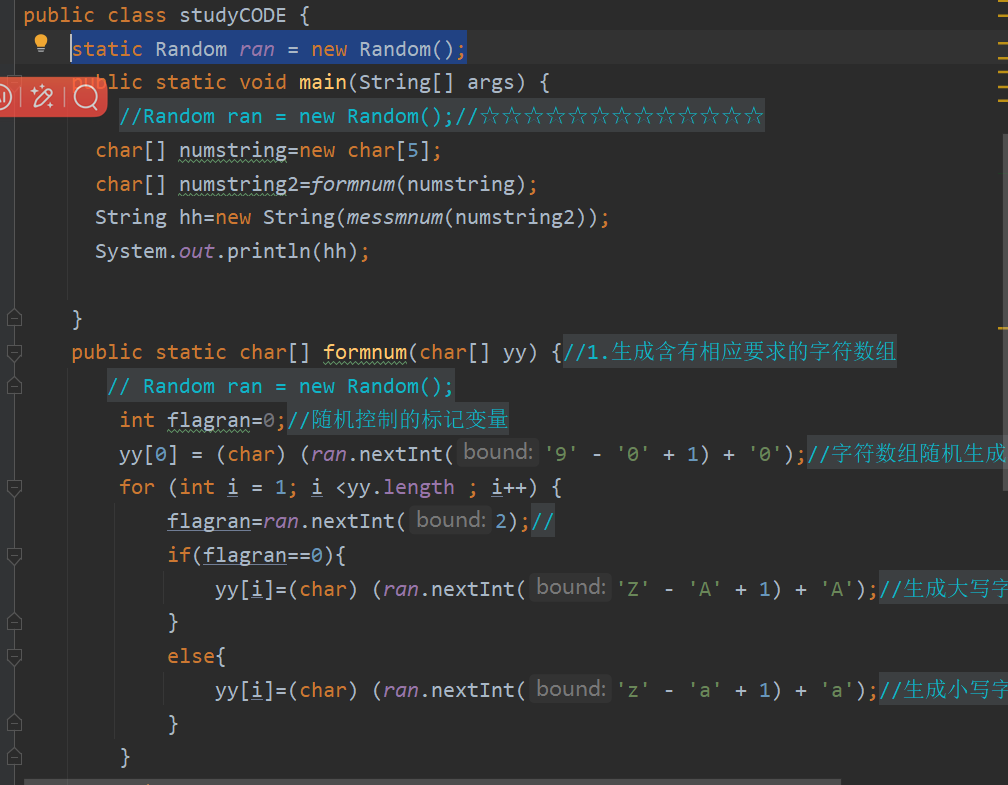 public class studyCODE {
static Random ran = new Random();
public static void main(String[] args) {
//Random ran = new Random();//☆☆☆☆☆☆☆☆☆☆☆☆☆
char[] numstring=new char[5];
char[] numstring2=formnum(numstring);
String hh=new String(messmnum(numstring2));
System.out.println(hh);
}
public static char[] formnum(char[] yy) {//1.生成含有相应要求的字符数组
// Random ran = new Random();
int flagran=0;//随机控制的标记变量
yy[0] = (char) (ran.nextInt( bound: '9' - '0' + 1) + '0');//字符数组随机生成
for (int i = 1; i <yy.length ; i++) {
flagran=ran.nextInt( bound: 2);//
if(flagran==0){
yy[i]=(char) (ran.nextInt( bound: 'Z' - 'A' + 1) + 'A');//生成大写字
}
else{
yy[i]=(char) (ran.nextInt( bound: 'z' - 'a' + 1) + 'a');//生成小写字
}
}